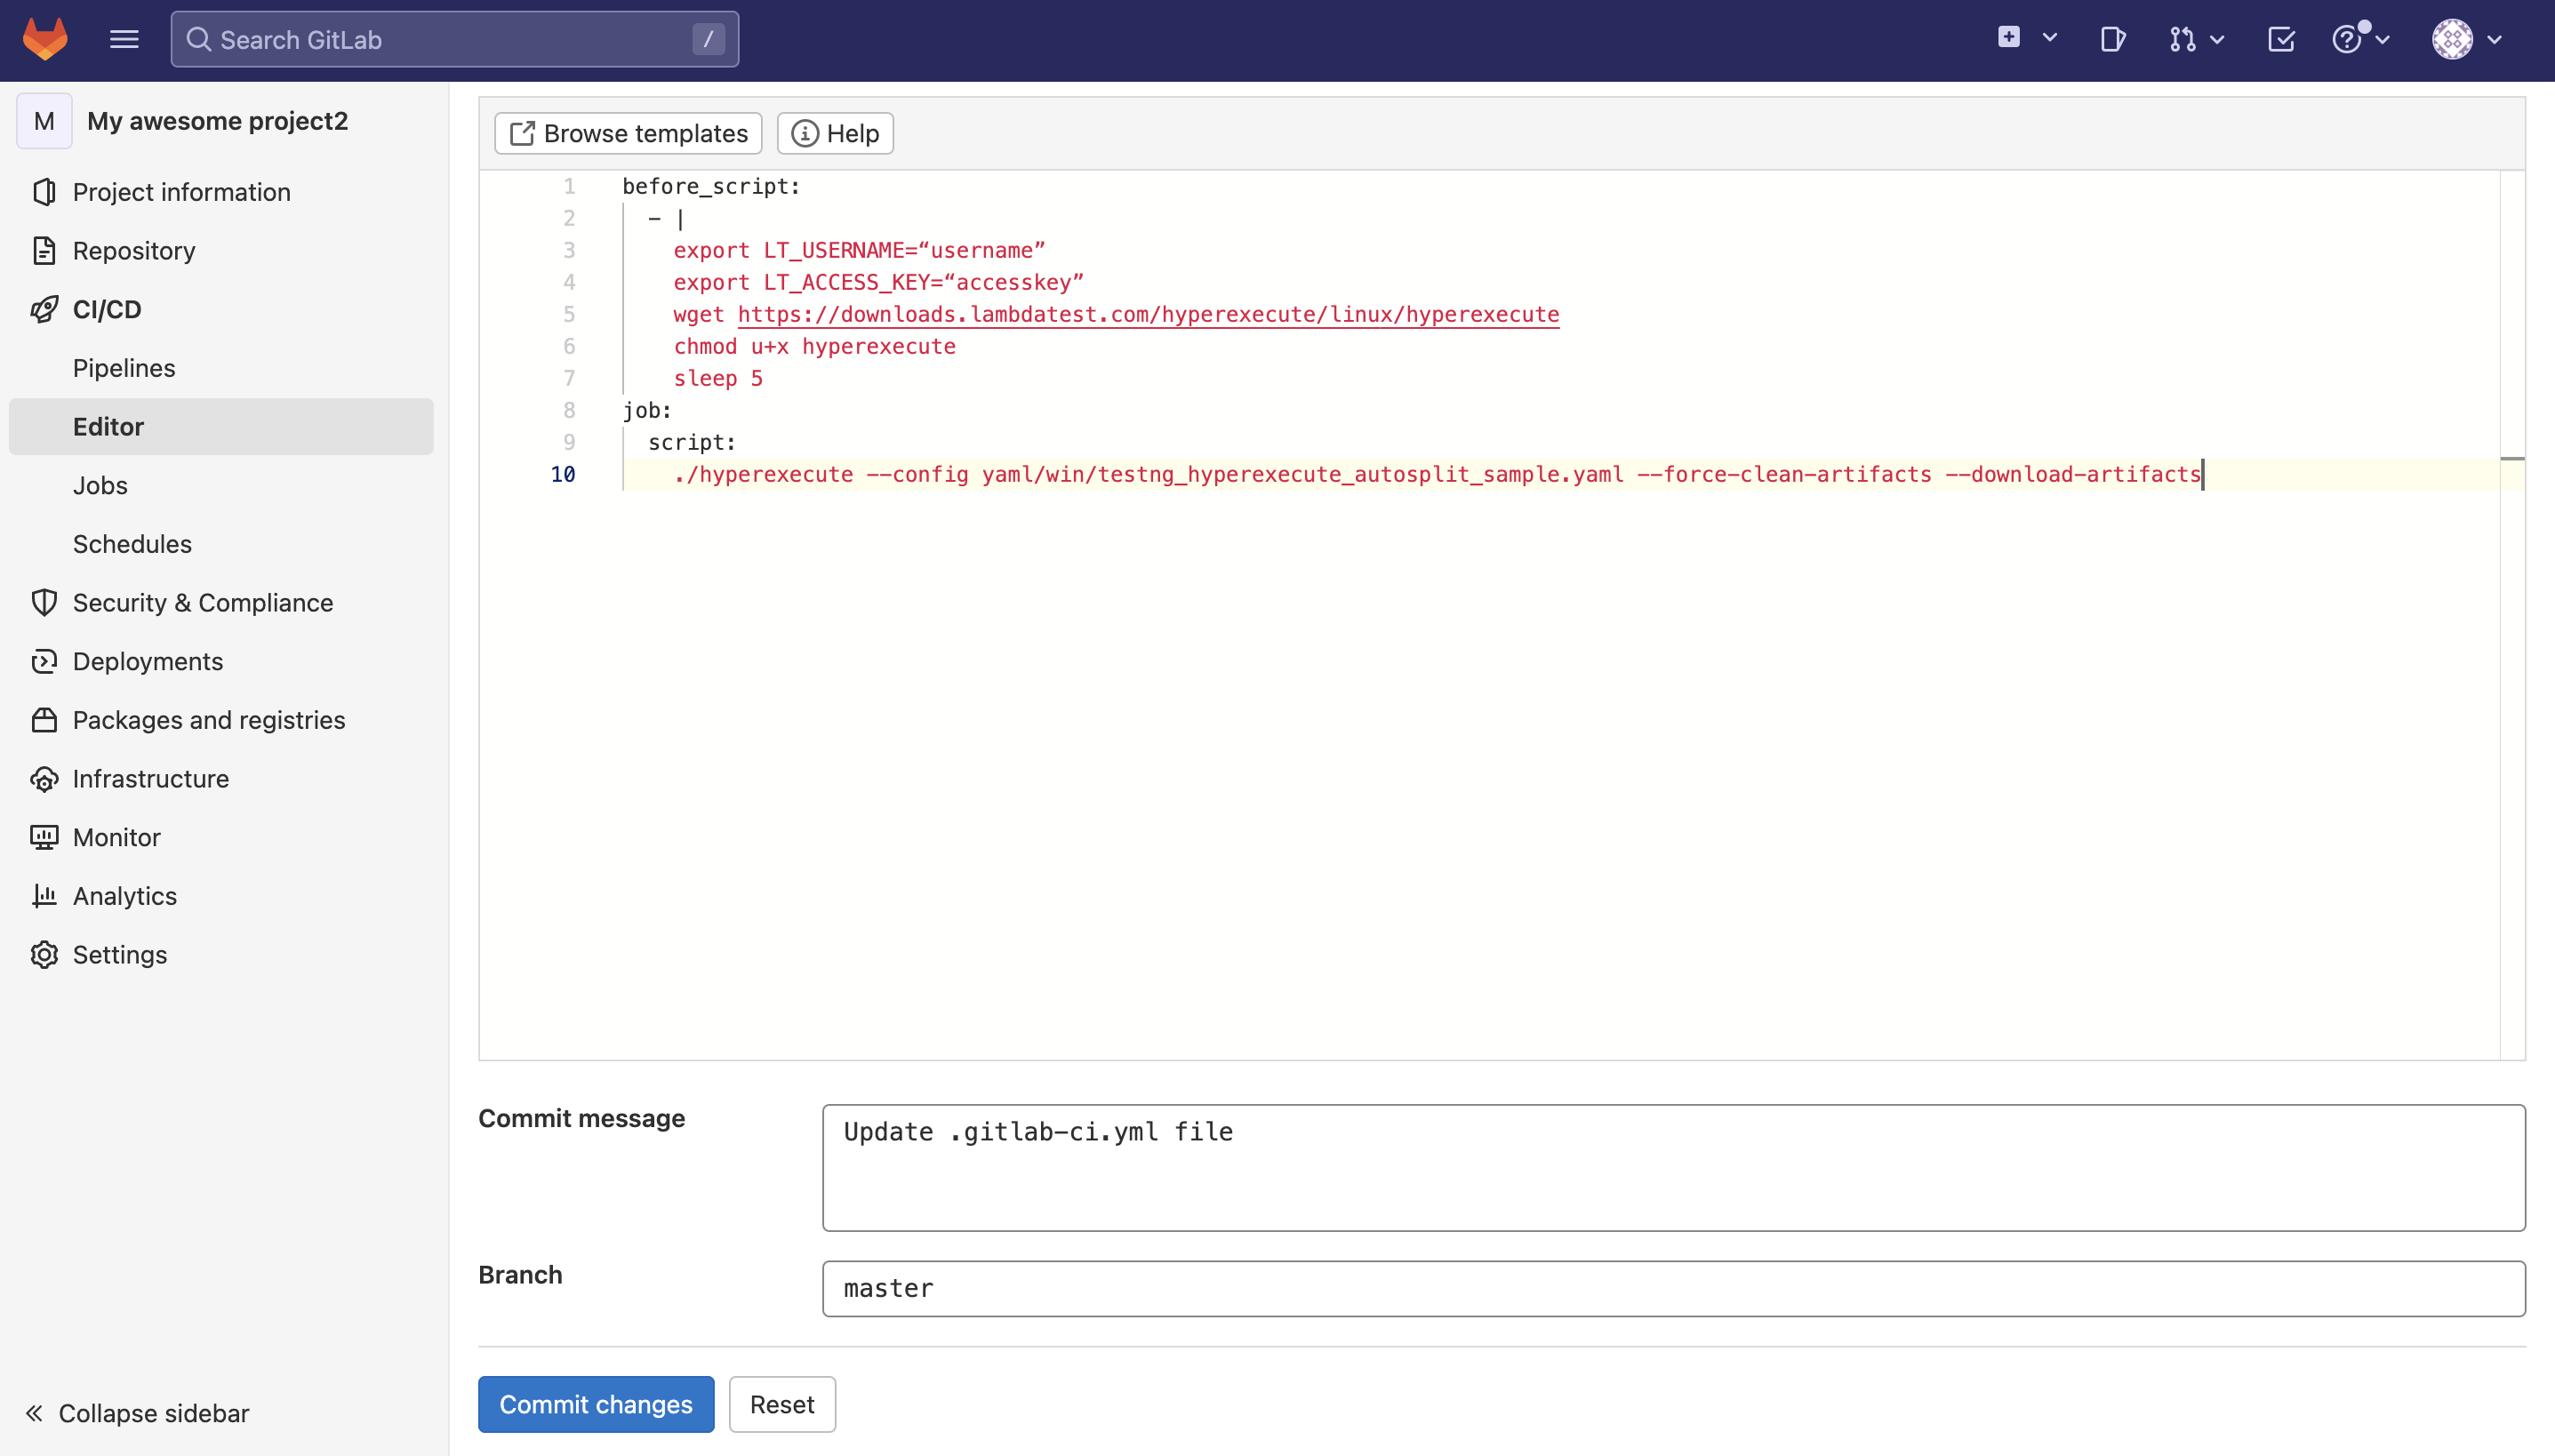 Search GitLab
/
M
My awesome project2
Project information
Repository
CI/CD
Pipelines
Editor
Jobs
Schedules
Security & Compliance
Deployments
Packages and registries
Infrastructure
Monitor
Analytics
Settings
Collapse sidebar
Browse templates
Help
1 before_script:
2   - |
3     export LT_USERNAME=“username”
4     export LT_ACCESS_KEY=“accesskey”
5     wget https://downloads.lambdatest.com/hyperexecute/linux/hyperexecute
6     chmod u+x hyperexecute
7     sleep 5
8 job:
9   script:
10     ./hyperexecute --config yaml/win/testng_hyperexecute_autosplit_sample.yaml --force-clean-artifacts --download-artifacts
Commit message
Update .gitlab-ci.yml file
Branch
master
Commit changes
Reset